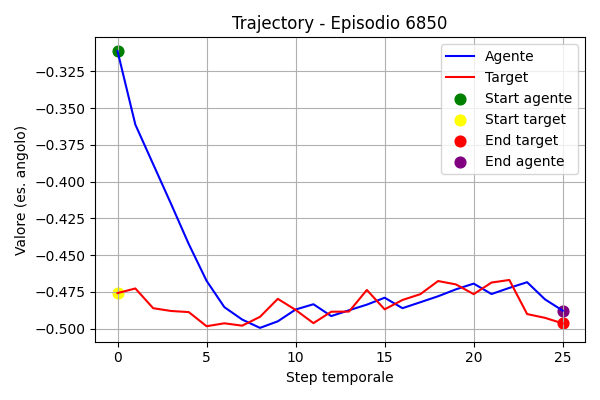 Trajectory - Episodio 6850
Agente
Target
Start agente
Start target
End target
End agente
Valore (es. angolo)
−0.325
−0.350
−0.375
−0.400
−0.425
−0.450
−0.475
−0.500
0 5 10 15 20 25
Step temporale